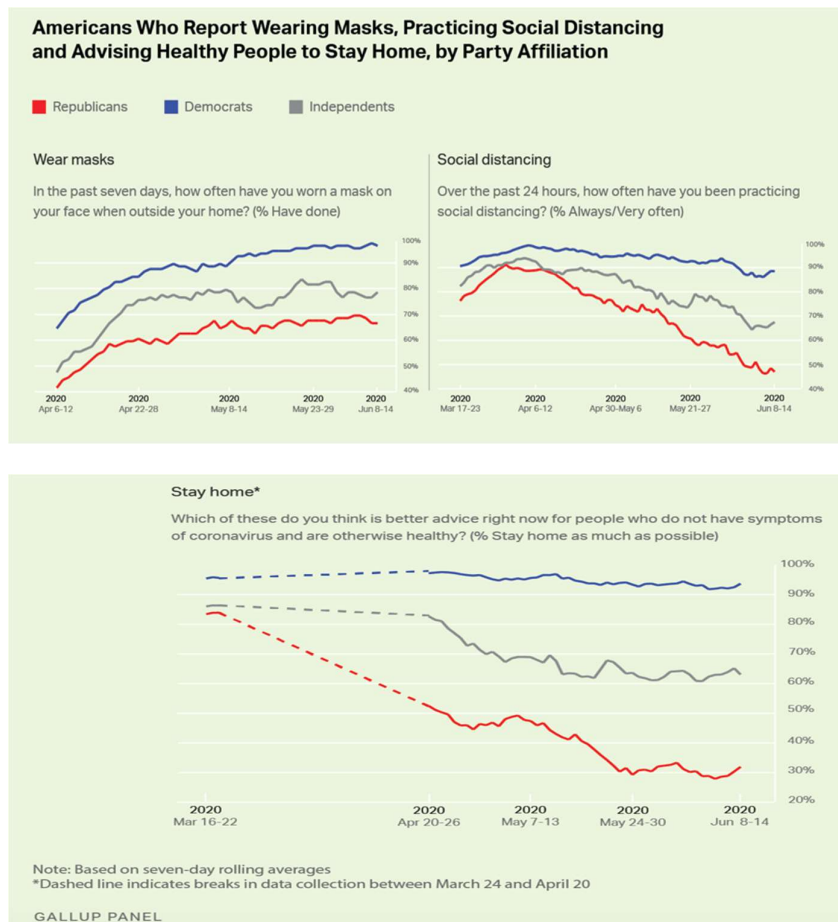 Americans Who Report Wearing Masks, Practicing Social Distancing
and Advising Healthy People to Stay Home, by Party Affiliation
Republicans Democrats Independents
Wear masks
In the past seven days, how often have you worn a mask on
your face when outside your home? (% Have done)
100%
90%
80%
70%
60%
50%
40%
2020 2020 2020 2020 2020
Apr 6-12 Apr 22-28 May 8-14 May 23-29 Jun 8-14
Social distancing
Over the past 24 hours, how often have you been practicing
social distancing? (% Always/Very often)
100%
90%
80%
70%
60%
50%
40%
2020 2020 2020 2020 2020
Mar 17-23 Apr 6-12 Apr 30-May 6 May 21-27 Jun 8-14
Stay home*
Which of these do you think is better advice right now for people who do not have symptoms
of coronavirus and are otherwise healthy? (% Stay home as much as possible)
100%
90%
80%
70%
60%
50%
40%
30%
20%
2020 2020 2020 2020 2020
Mar 16-22 Apr 20-26 May 7-13 May 24-30 Jun 8-14
Note: Based on seven-day rolling averages
*Dashed line indicates breaks in data collection between March 24 and April 20
GALLUP PANEL